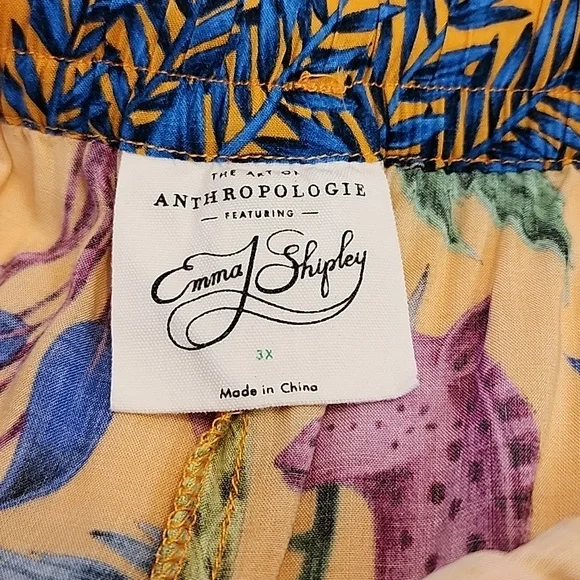 THE ART OF
ANTHROPOLOGIE
- FEATURING -
Emma J Shipley
3X
Made in China